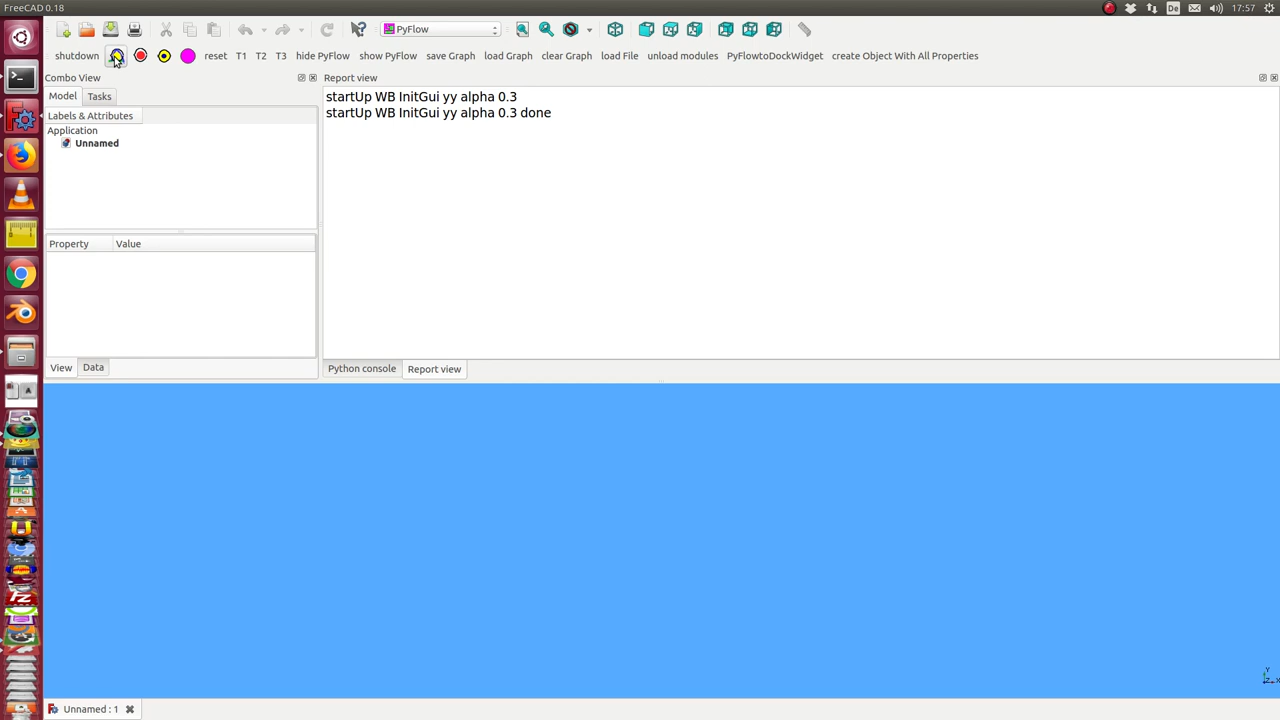 FreeCAD 0.18
De
17:57
PyFlow
shutdown
reset
T1
T2
T3
hide PyFlow
show PyFlow
save Graph
load Graph
clear Graph
load File
unload modules
PyFlowtoDockWidget
create Object With All Properties
Combo View
Report view
Model
Tasks
startUp WB InitGui yy alpha 0.3
startUp WB InitGui yy alpha 0.3 done
Labels & Attributes
Application
Unnamed
Property
Value
View
Data
Python console
Report view
Unnamed : 1